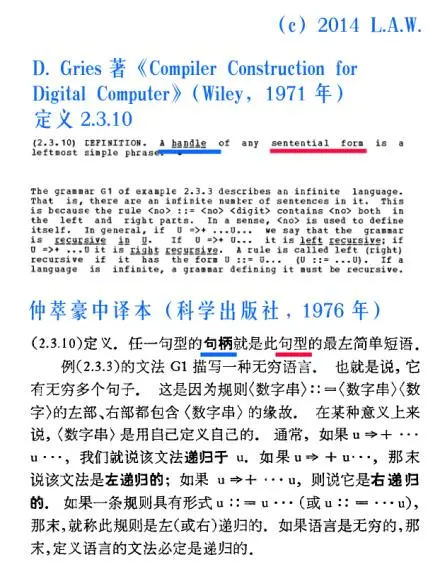 (c) 2014 L.A.W.
D. Gries 著《Compiler Construction for
Digital Computer》(Wiley, 1971 年)
定义 2.3.10
(2.3.10) DEFINITION. A handle of any sentential form is a
leftmost simple phrase.
The grammar G1 of example 2.3.3 describes an infinite language.
That is, there are an infinite number of sentences in it. This
is because the rule <no> ::= <no> <digit> contains <no> both in
the left and right parts. In a sense, <no> is used to define
itself. In general, if U =>+ ...U... we say that the grammar
is recursive in U. If U =>+ U... it is left recursive; if
U =>+ ...U it is right recursive. A rule is called left (right)
recursive if it has the form U ::= U... (U ::= ...U). If a
language is infinite, a grammar defining it must be recursive.
仲萃豪中译本 (科学出版社, 1976 年)
(2.3.10)定义. 任一句型的句柄就是此句型的最左简单短语.
例(2.3.3)的文法 G1 描写一种无穷语言. 也就是说, 它
有无穷多个句子. 这是因为规则〈数字串〉::=〈数字串〉〈数
字〉的左部、右部都包含〈数字串〉的缘故. 在某种意义上来
说,〈数字串〉是用自己定义自己的. 通常, 如果 u ⇒ + ···
u ···, 我们就说该文法递归于 u. 如果 u ⇒ + u···, 那末
说该文法是左递归的; 如果 u ⇒+ ···u, 则说它是右递归
的. 如果一条规则具有形式 u ::= u ··· (或 u ::= ···u),
那末, 就称此规则是左(或右)递归的. 如果语言是无穷的, 那
末, 定义语言的文法必定是递归的.